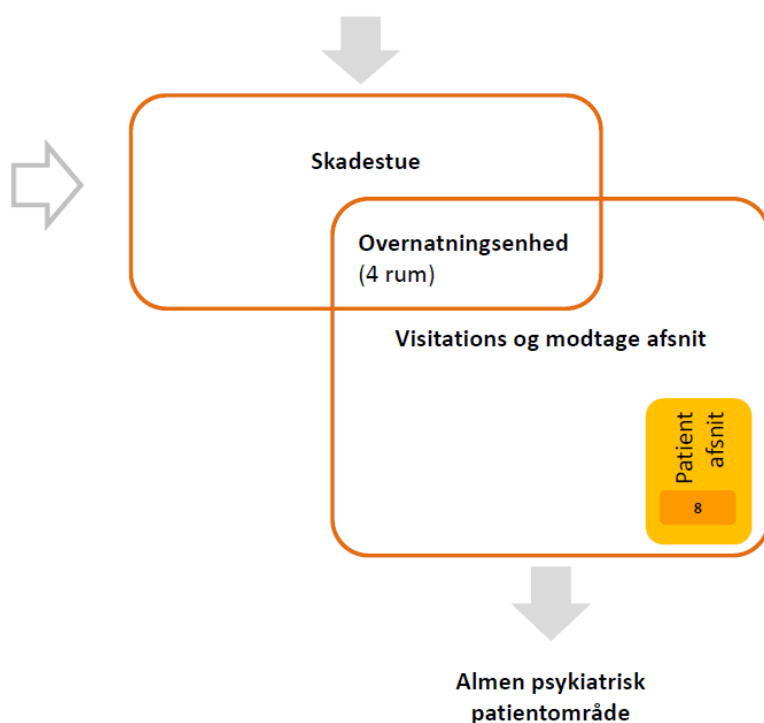 Skadestue
Overnatningsenhed
(4 rum)
Visitations og modtage afsnit
Patient
afsnit
8
Almen psykiatrisk
patientområde